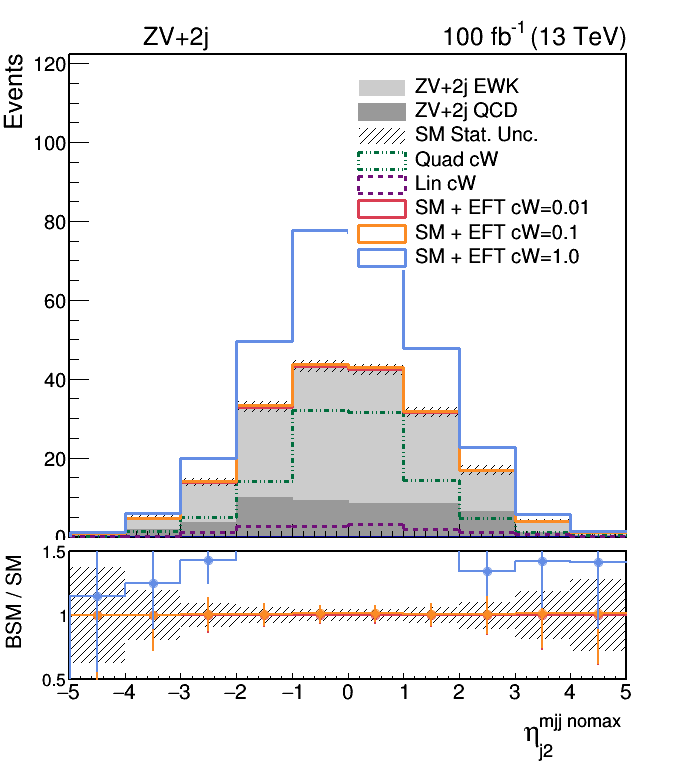 ZV+2j 100 fb-1 (13 TeV)
Events
120
100
80
60
40
20
0
ZV+2j EWK
ZV+2j QCD
SM Stat. Unc.
Quad cW
Lin cW
SM + EFT cW=0.01
SM + EFT cW=0.1
SM + EFT cW=1.0
BSM / SM
1.5
1
0.5
−5 −4 −3 −2 −1 0 1 2 3 4 5
η j2 mjj nomax